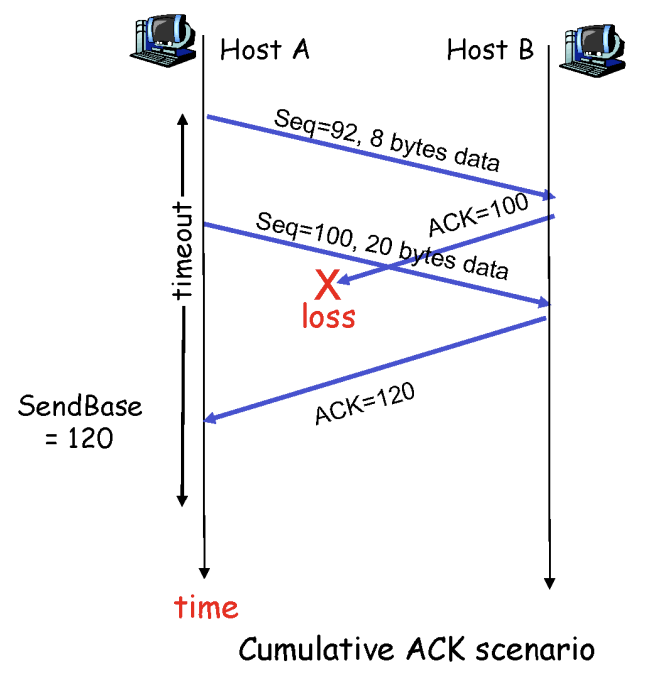 Host A
Host B
Seq=92, 8 bytes data
ACK=100
timeout
Seq=100, 20 bytes data
X
loss
ACK=120
SendBase
= 120
time
Cumulative ACK scenario